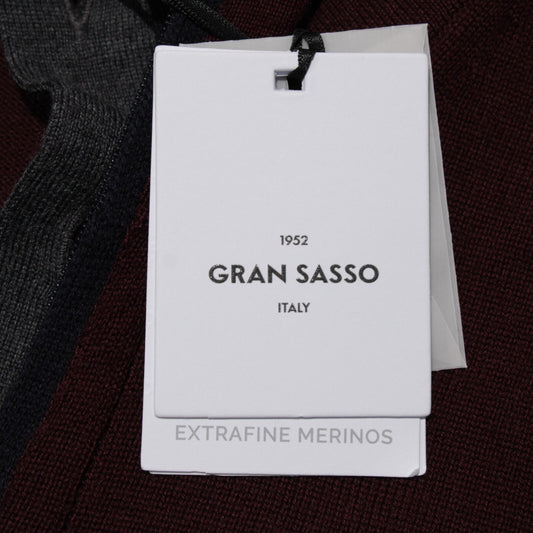 1952
GRAN SASSO
ITALY
EXTRAFINE MERINOS